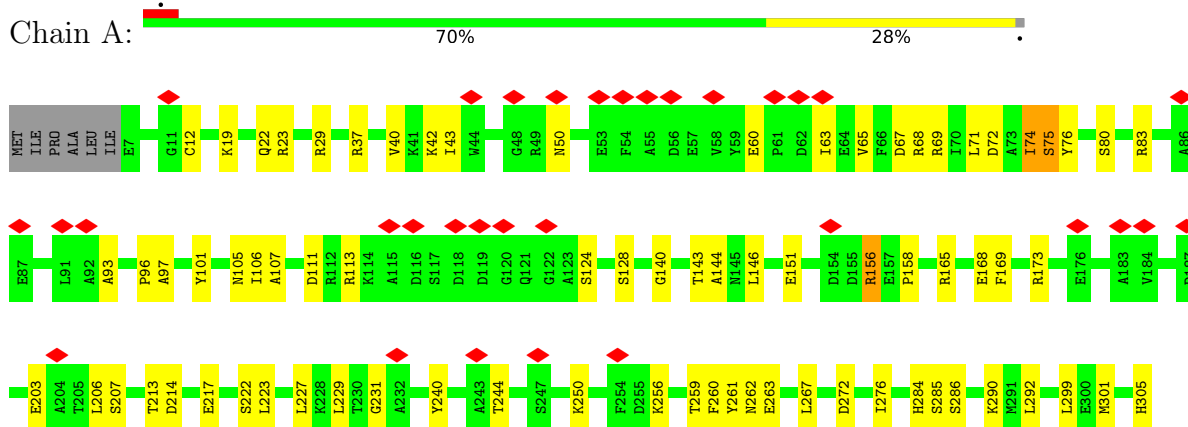 Chain A:
70% 28%
MET ILE PRO ALA LEU ILE E7 G11 C12 K19 Q22 R23 R29 R37 V40 K41 K42 I43 W44 G48 R49 N50 E53 F54 A55 D56 E57 V58 Y59 E60 P61 D62 I63 E64 V65 F66 D67 R68 R69 I70 L71 D72 A73 I74 S75 Y76 S80 R83 A86
E87 L91 A92 A93 P96 A97 Y101 N105 I106 A107 D111 R112 R113 K114 A115 D116 S117 D118 D119 G120 Q121 G122 A123 S124 S128 G140 T143 A144 N145 L146 E151 D154 D155 R156 E157 P158 R165 E168 F169 R173 E176 A183 V184
E203 A204 T205 L206 S207 T213 D214 E217 S222 L223 L227 K228 L229 T230 G231 A232 Y240 A243 T244 S247 K250 F254 D255 K256 T259 F260 Y261 N262 E263 L267 D272 I276 H284 S285 S286 K290 M291 L292 L299 E300 M301 H305